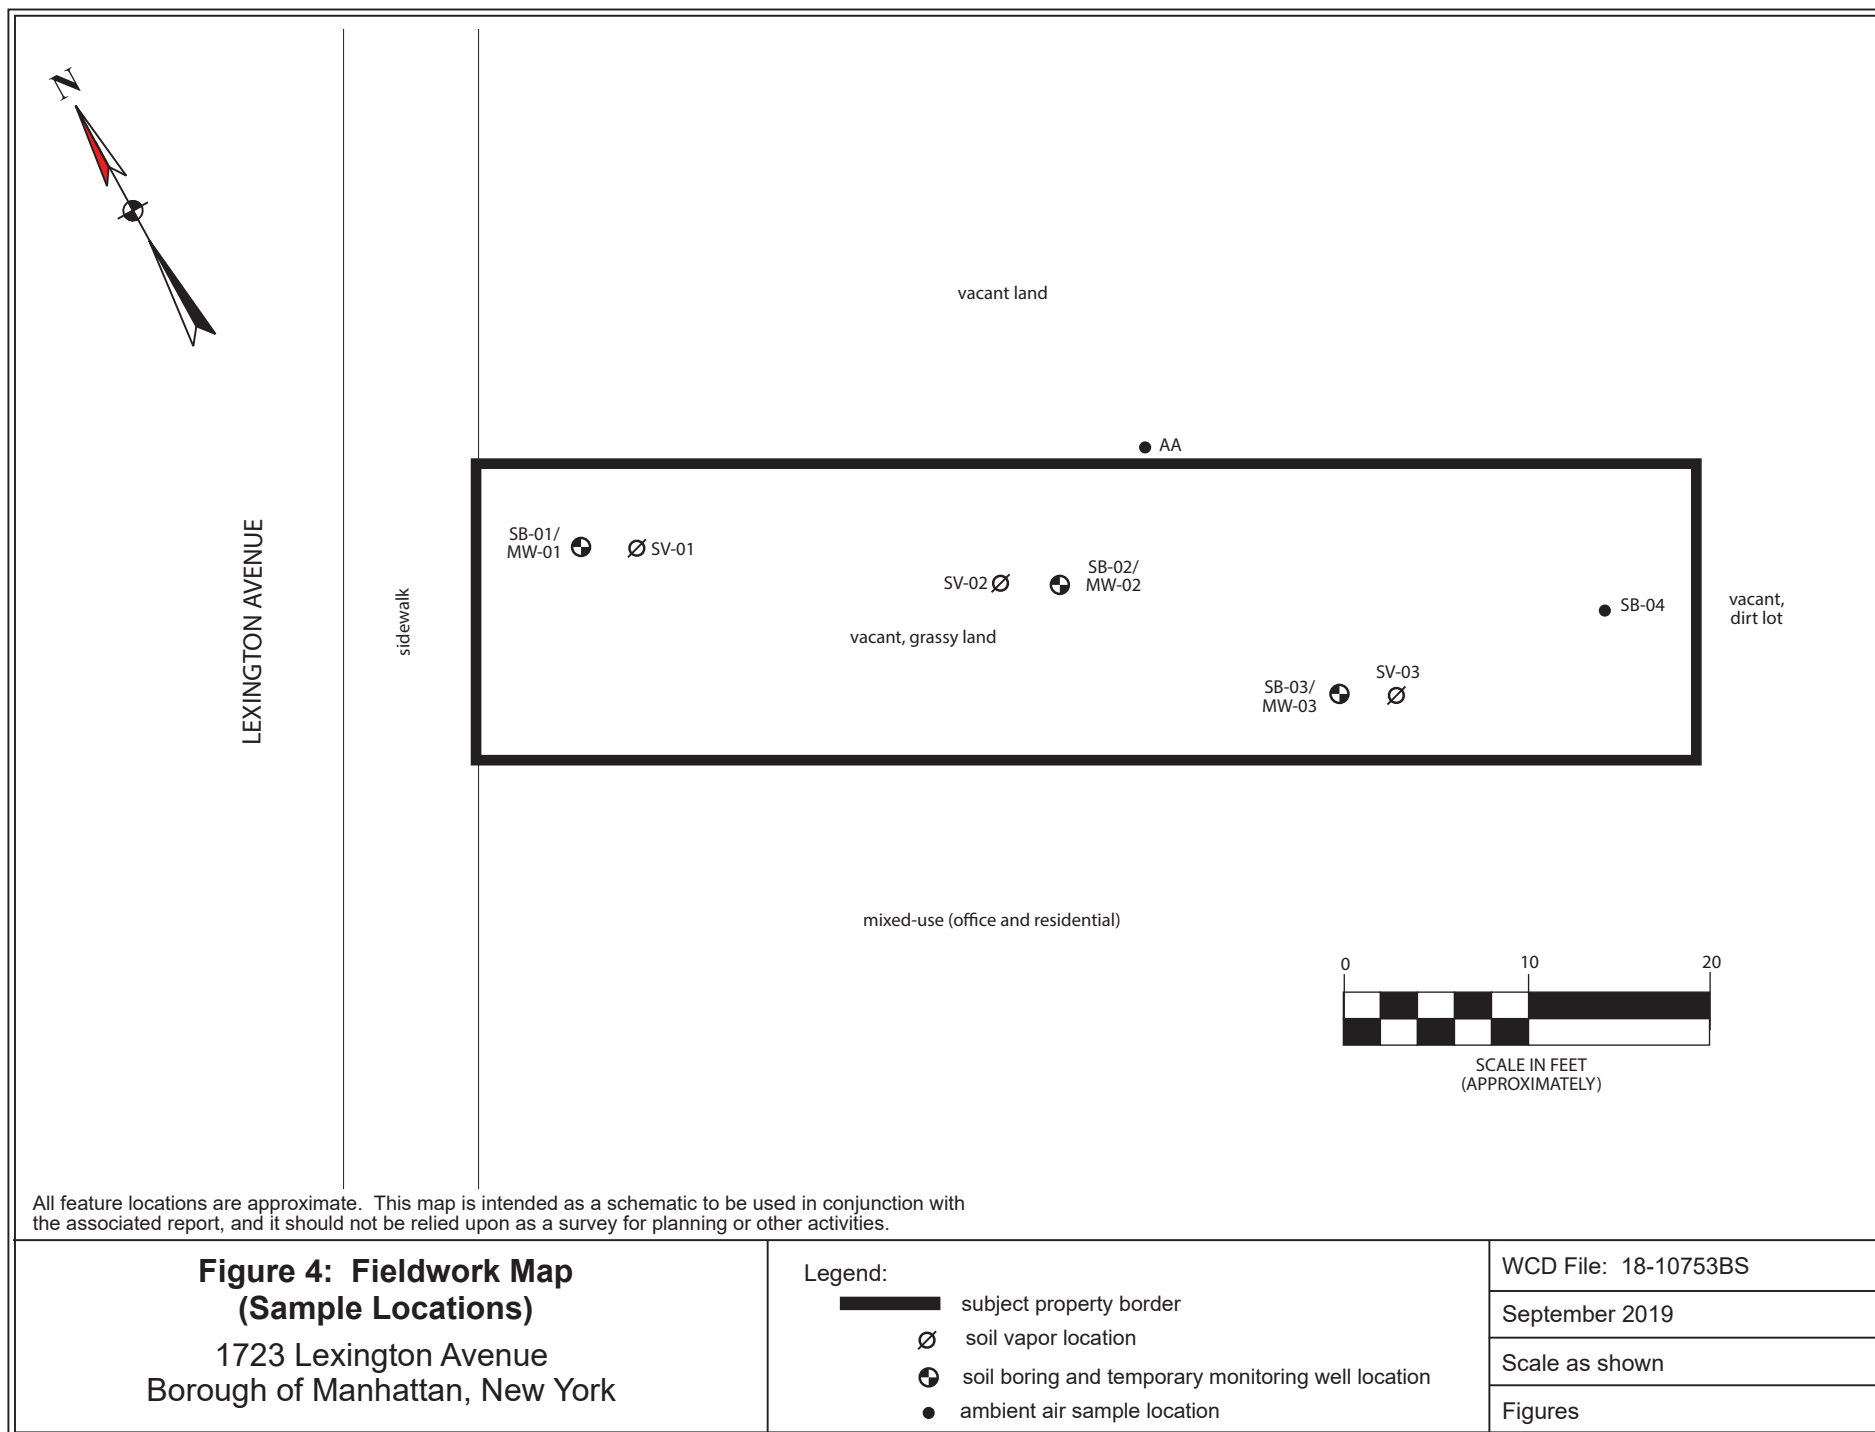 N
vacant land
AA
SB-01/
MW-01
SV-01
SV-02
SB-02/
MW-02
SB-04
vacant,
dirt lot
LEXINGTON AVENUE
sidewalk
vacant, grassy land
SV-03
SB-03/
MW-03
mixed-use (office and residential)
0 10 20
SCALE IN FEET
(APPROXIMATELY)
All feature locations are approximate. This map is intended as a schematic to be used in conjunction with
the associated report, and it should not be relied upon as a survey for planning or other activities.
Figure 4: Fieldwork Map
(Sample Locations)
1723 Lexington Avenue
Borough of Manhattan, New York
Legend:
subject property border
soil vapor location
soil boring and temporary monitoring well location
ambient air sample location
WCD File: 18-10753BS
September 2019
Scale as shown
Figures